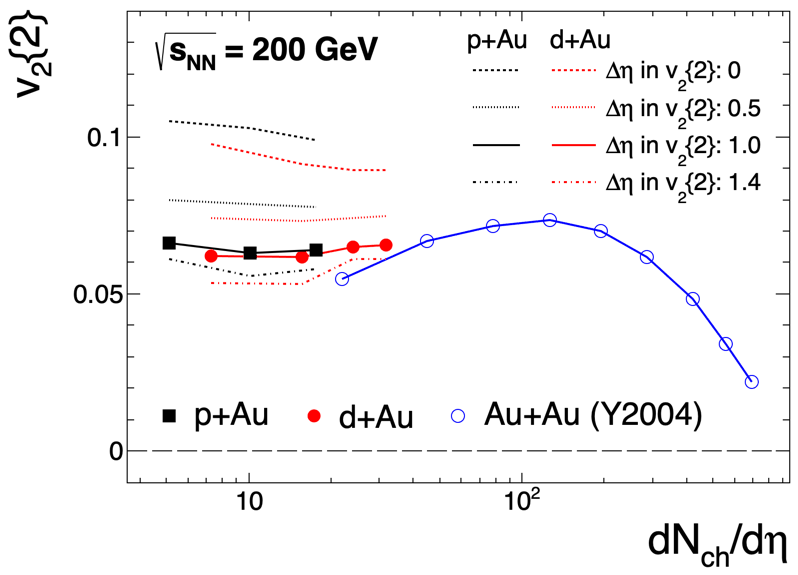 v₂{2}
√sNN = 200 GeV
p+Au d+Au
Δη in v₂{2}: 0
Δη in v₂{2}: 0.5
Δη in v₂{2}: 1.0
Δη in v₂{2}: 1.4
0.1
0.05
0
p+Au d+Au Au+Au (Y2004)
10 10²
dNch/dη